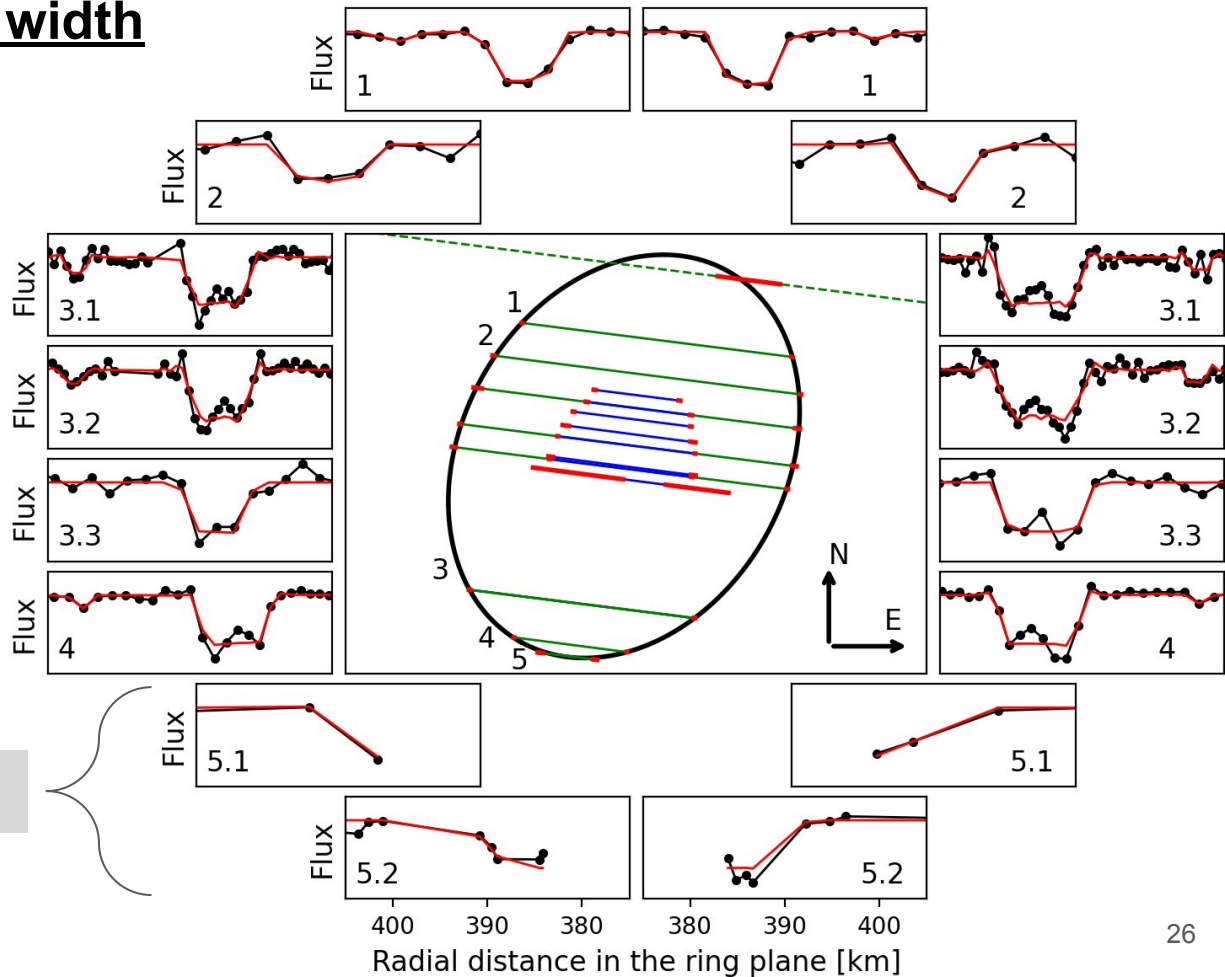 width
Flux
1
1
Flux
2
2
Flux
3.1
3.1
Flux
3.2
3.2
Flux
3.3
3.3
Flux
4
4
1
2
3
4
5
N
E
Flux
5.1
5.1
Flux
5.2
5.2
400 390 380 380 390 400
Radial distance in the ring plane [km]
26